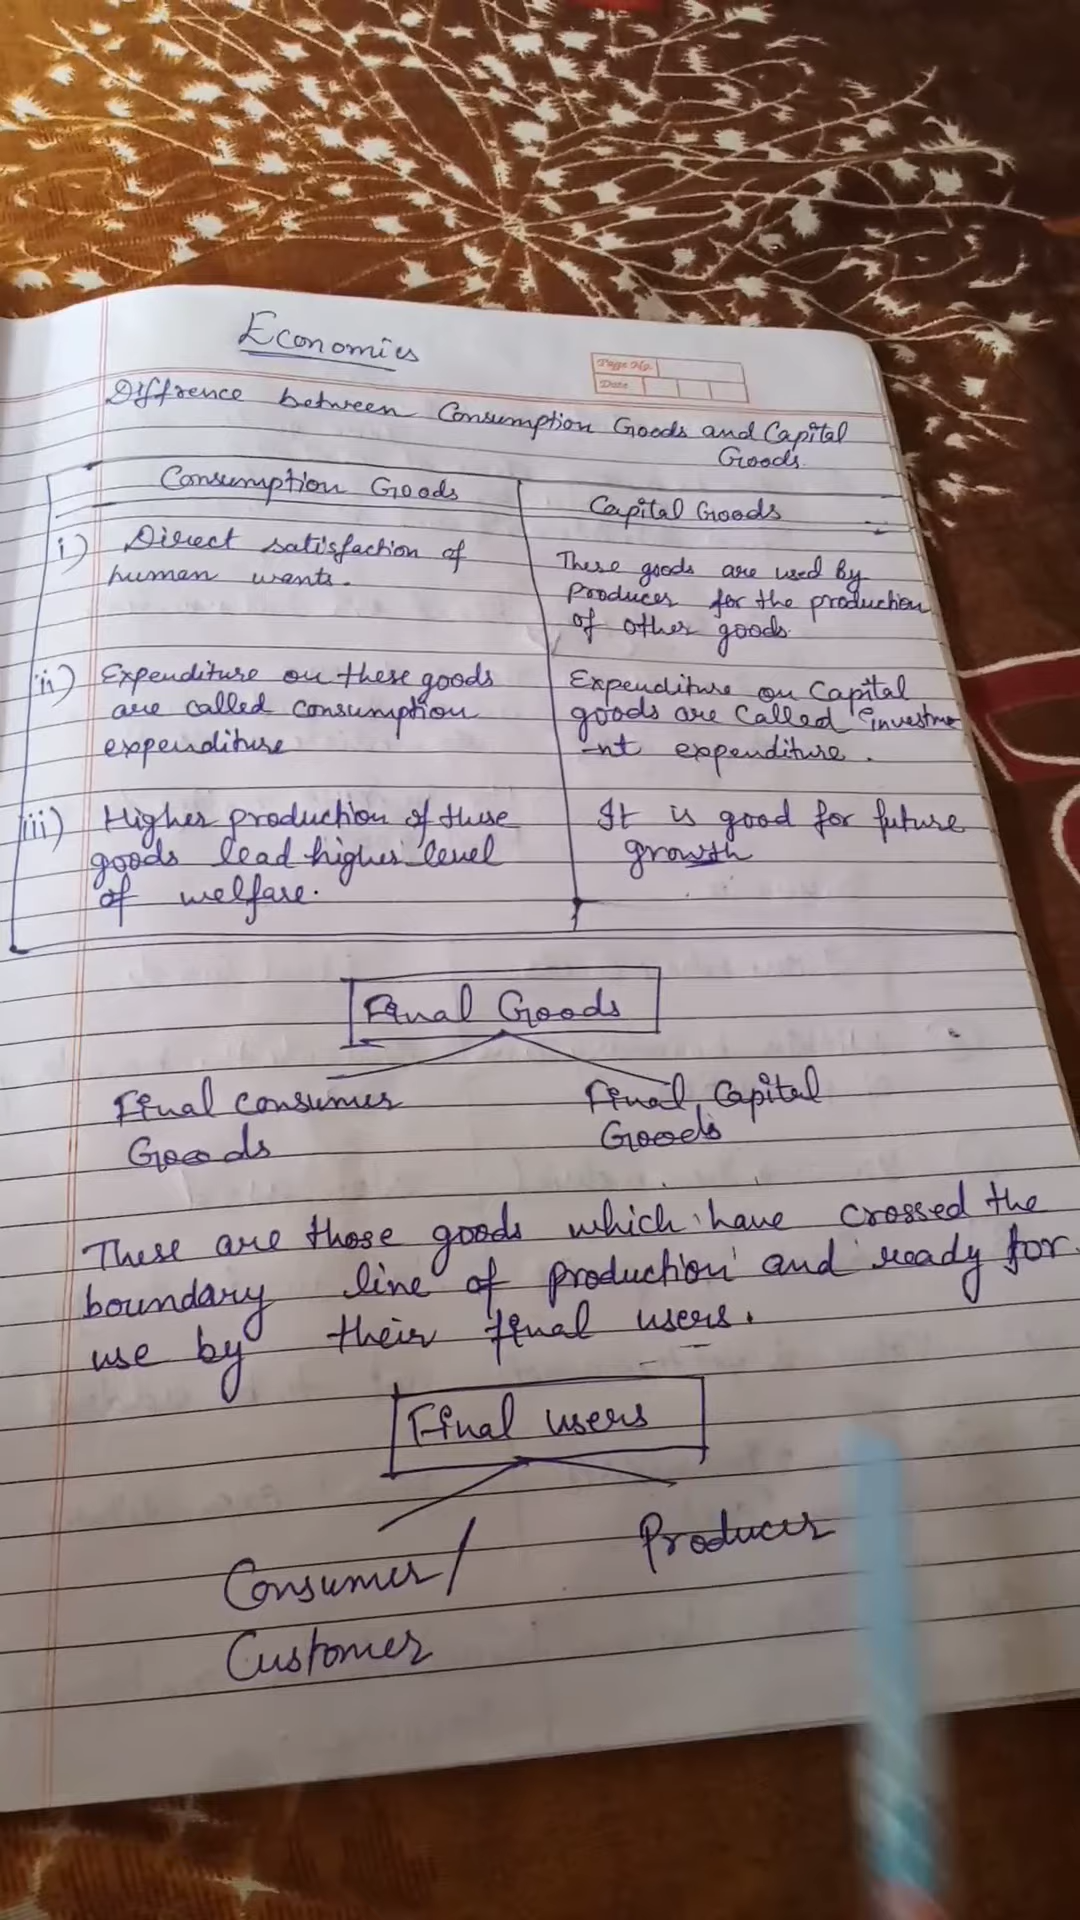 Economics
Page No.
Date
Diffrence between Consumption Goods and Capital
Goods.
Consumption Goods
Capital Goods
i) Direct satisfaction of
human wants.
These goods are used by
Producer for the production
of other goods.
ii) Expenditure on these goods
are called consumption
expenditure
Expenditure on Capital
goods are called investme
-nt expenditure.
iii) Higher production of these
goods lead higher level
of welfare.
It is good for future
growth
Final Goods
Final consumer
Goods
Final Capital
Goods
These are those goods which have crossed the
boundary line of production and ready for
use by their final users.
Final users
Consumer/
Customer
Producer